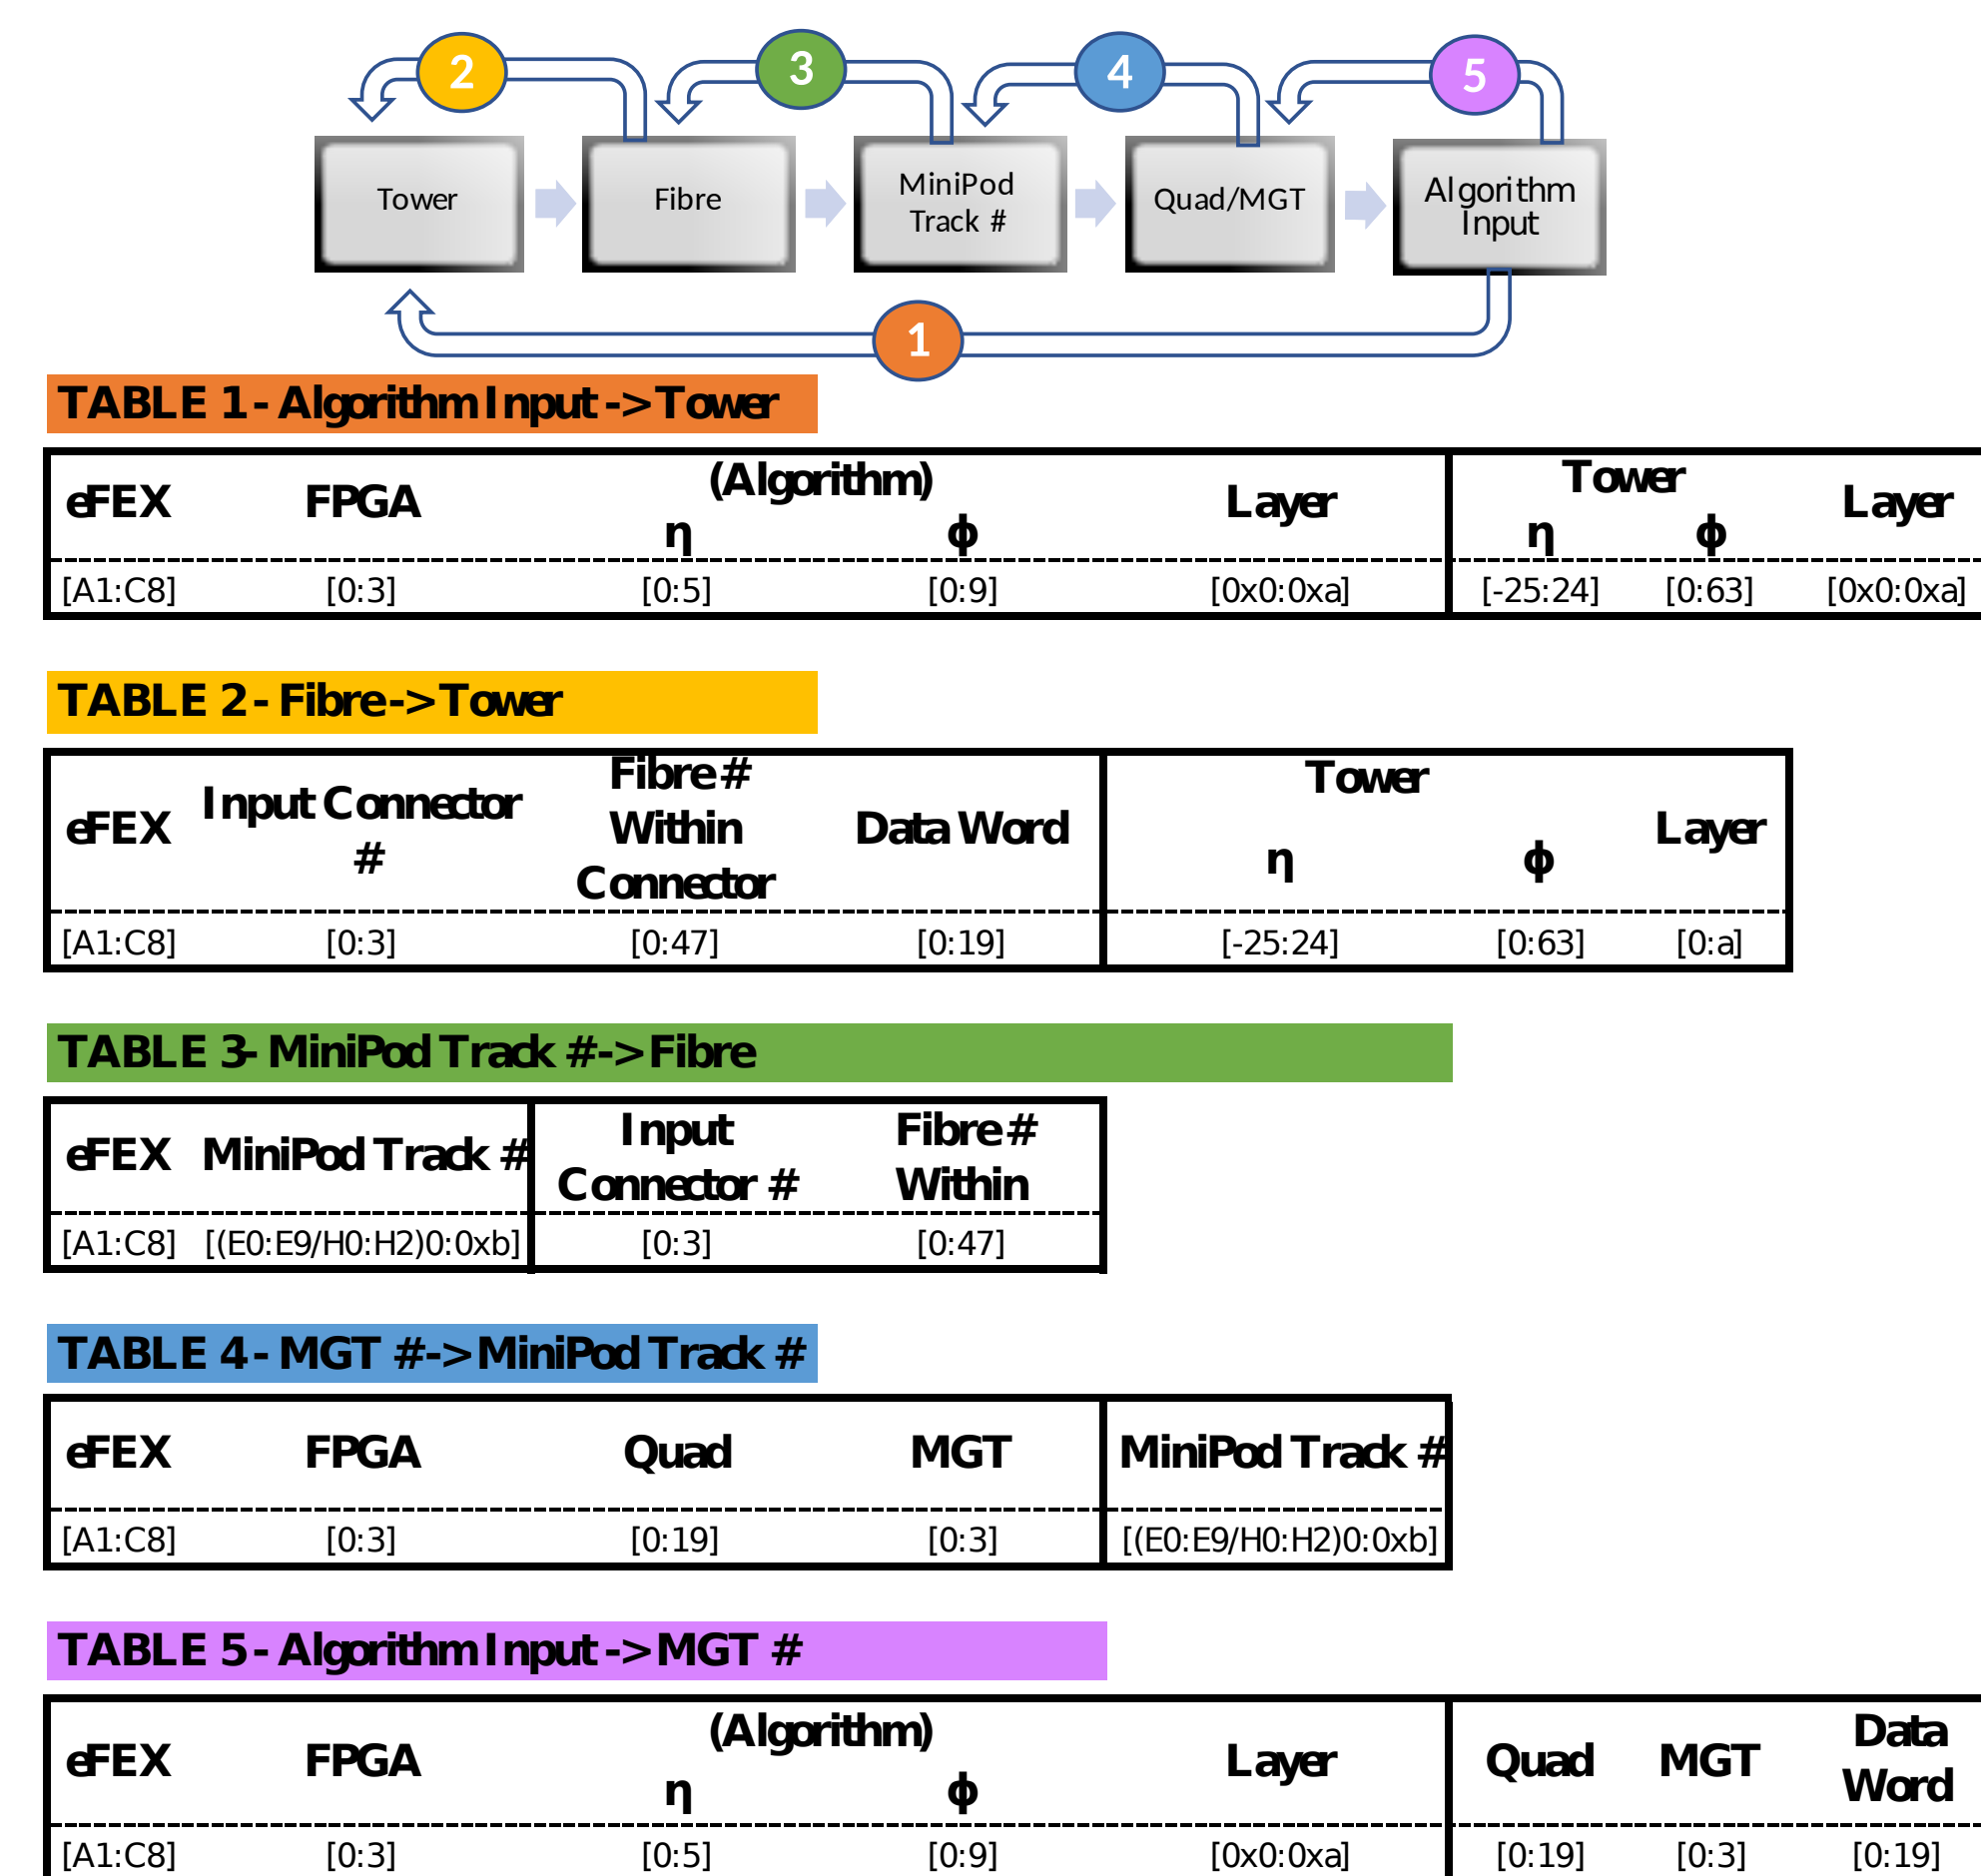 2 3 4 5
Tower Fibre MiniPod Track # Quad/MGT Algorithm Input
1
TABLE 1 - Algorithm Input -> Tower
eFEX FPGA (Algorithm) η ϕ Layer Tower η ϕ Layer
[A1:C8] [0:3] [0:5] [0:9] [0x0:0xa] [-25:24] [0:63] [0x0:0xa]
TABLE 2 - Fibre -> Tower
eFEX Input Connector # Fibre # Within Connector Data Word Tower η ϕ Layer
[A1:C8] [0:3] [0:47] [0:19] [-25:24] [0:63] [0:a]
TABLE 3- MiniPod Track # -> Fibre
eFEX MiniPod Track # Input Connector # Fibre # Within
[A1:C8] [(E0:E9/H0:H2)0:0xb] [0:3] [0:47]
TABLE 4 - MGT # -> MiniPod Track #
eFEX FPGA Quad MGT MiniPod Track #
[A1:C8] [0:3] [0:19] [0:3] [(E0:E9/H0:H2)0:0xb]
TABLE 5 - Algorithm Input -> MGT #
eFEX FPGA (Algorithm) η ϕ Layer Quad MGT Data Word
[A1:C8] [0:3] [0:5] [0:9] [0x0:0xa] [0:19] [0:3] [0:19]